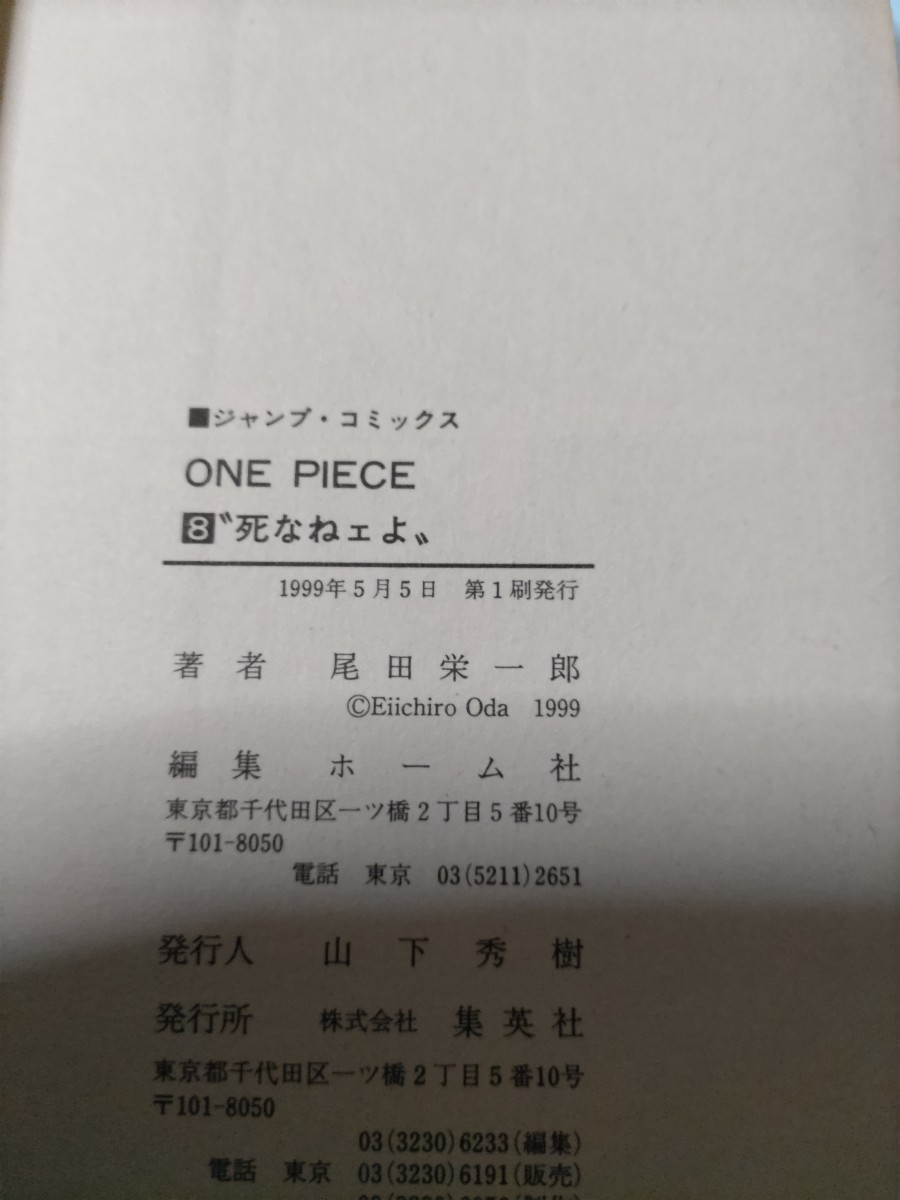 ■ジャンプ・コミックス
ONE PIECE
8〝死なねェよ〟
1999年5月5日 第1刷発行
著者 尾田栄一郎
©Eiichiro Oda 1999
編集 ホーム社
東京都千代田区一ツ橋2丁目5番10号
〒101-8050
電話 東京 03(5211)2651
発行人 山下秀樹
発行所 株式会社 集英社
東京都千代田区一ツ橋2丁目5番10号
〒101-8050
03(3230)6233(編集)
電話 東京 03(3230)6191(販売)